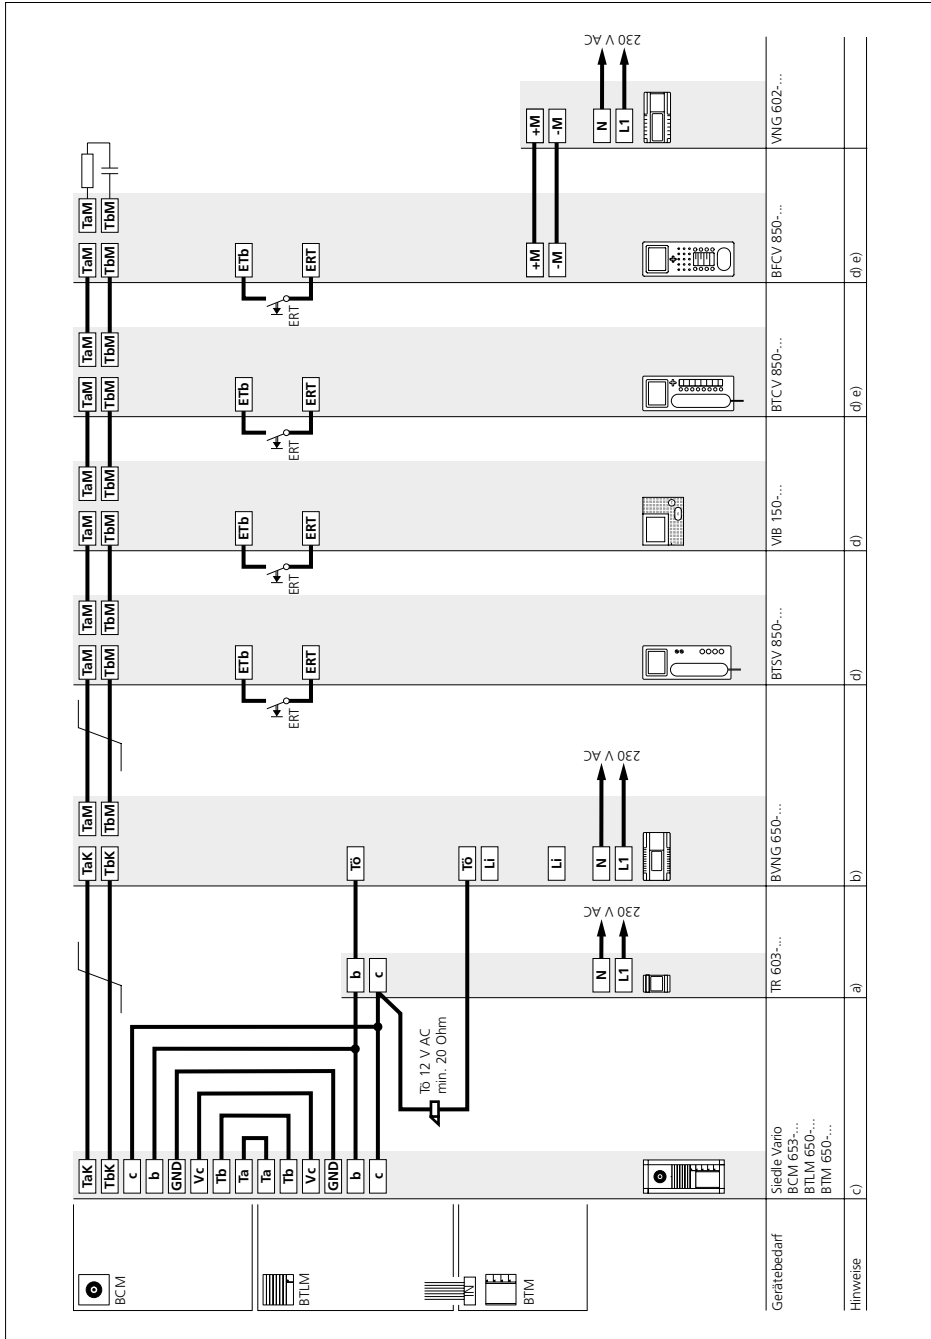 TaK TaK TaM TaM TaM TaM TaM TaM TaM TaM TaM
TbK TbK TbM TbM TbM TbM TbM TbM TbM TbM TbM
BCM
c
b
GND
Vc
Tb
Ta ETb ETb ETb ETb
Ta
Tb
ERT ERT ERT ERT
BTLM
Vc ERT ERT ERT ERT
GND
b b Tö
c c
Tö 12 V AC
min. 20 Ohm
IN Tö
Li
BTM
+M +M
Li -M -M
N N N
L1 L1 L1
230 V AC 230 V AC 230 V AC
Gerätebedarf
Siedle Vario
BCM 653-...
BTLM 650-...
BTM 650-...
TR 603-...
BVNG 650-...
BTSV 850-...
VIB 150-...
BTCV 850-...
BFCV 850-...
VNG 602-...
Hinweise
c)
a)
b)
d)
d)
d) e)
d) e)